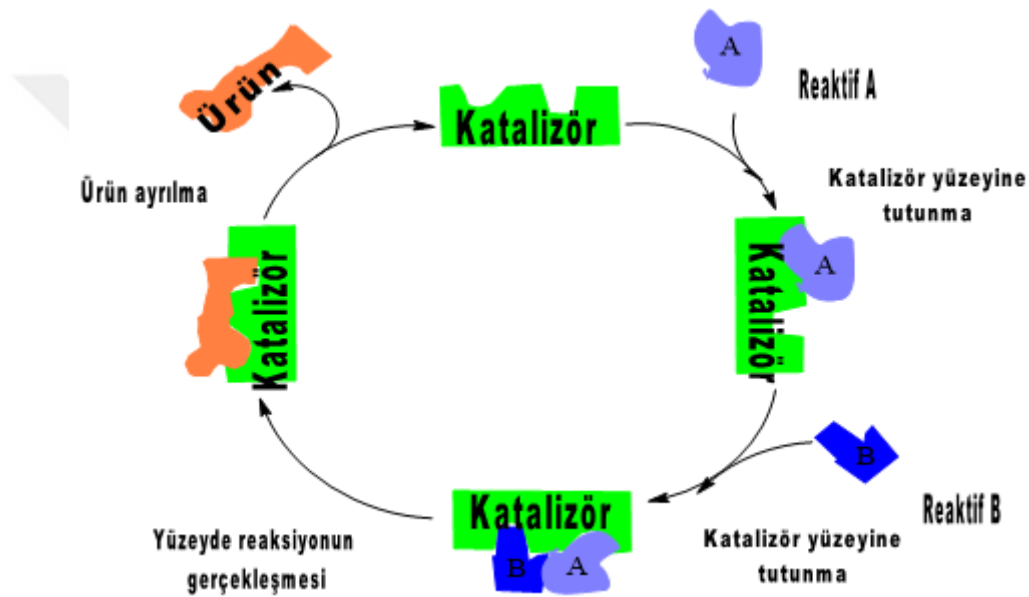 Ürün
Katalizör
A
Reaktif A
Ürün ayrılma
Katalizör yüzeyine
tutunma
Katalizör
A
Katalizör
B
Reaktif B
Katalizör
B
A
Katalizör yüzeyine
tutunma
Yüzeyde reaksiyonun
gerçekleşmesi